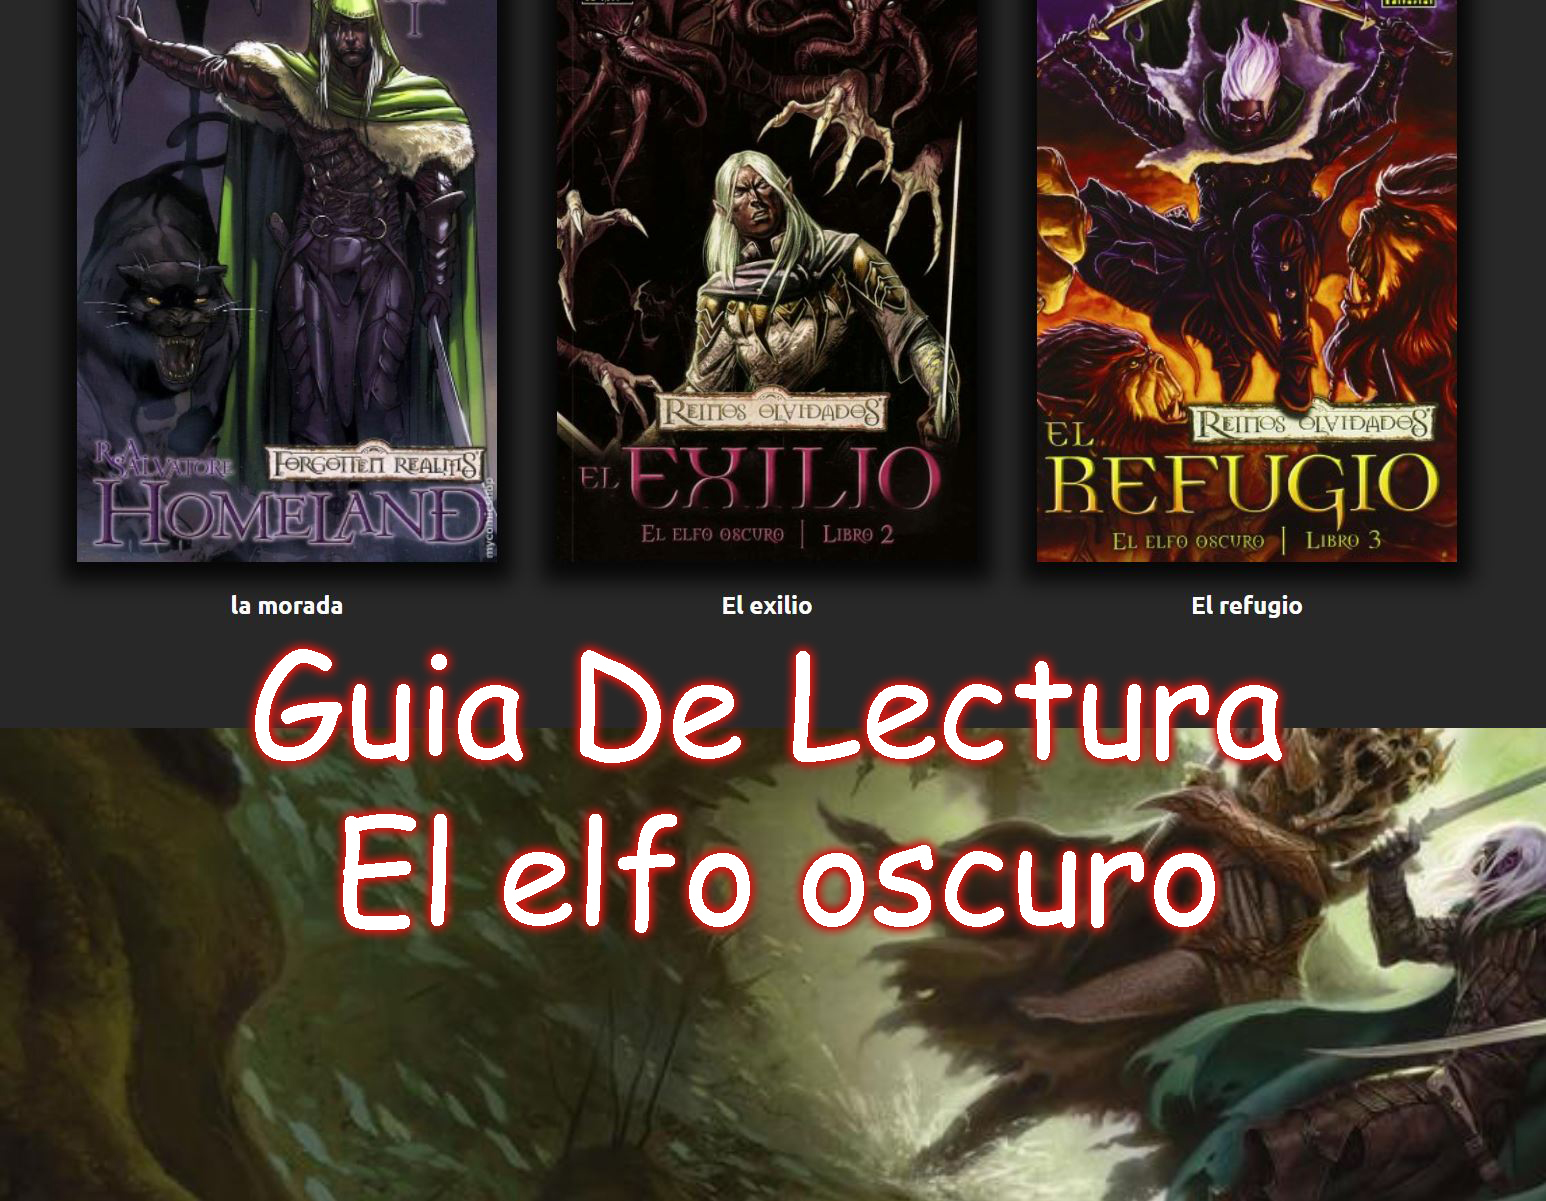 I
R.A.
SALVATORE
FORGOTTEN REALMS
HOMELAND
mycomicshop
REINOS OLVIDADOS
EL EXILIO
EL ELFO OSCURO | LIBRO 2
Editorial
REINOS OLVIDADOS
EL
REFUGIO
EL ELFO OSCURO | LIBRO 3
la morada
El exilio
El refugio
Guia De Lectura
El elfo oscuro